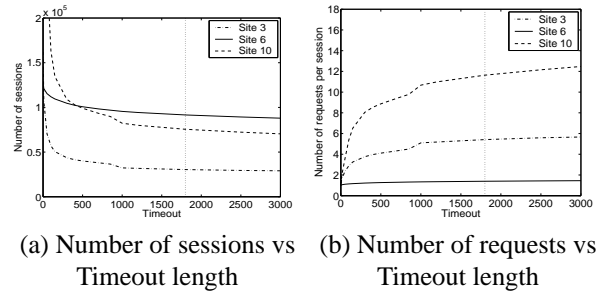 x 10^5
2
1.5
1
0.5
0
0 500 1000 1500 2000 2500 3000
Number of sessions
Timeout
Site 3
Site 6
Site 10
18
16
14
12
10
8
6
4
2
0
0 500 1000 1500 2000 2500 3000
Number of requests per session
Timeout
Site 3
Site 6
Site 10
(a) Number of sessions vs
Timeout length
(b) Number of requests vs
Timeout length